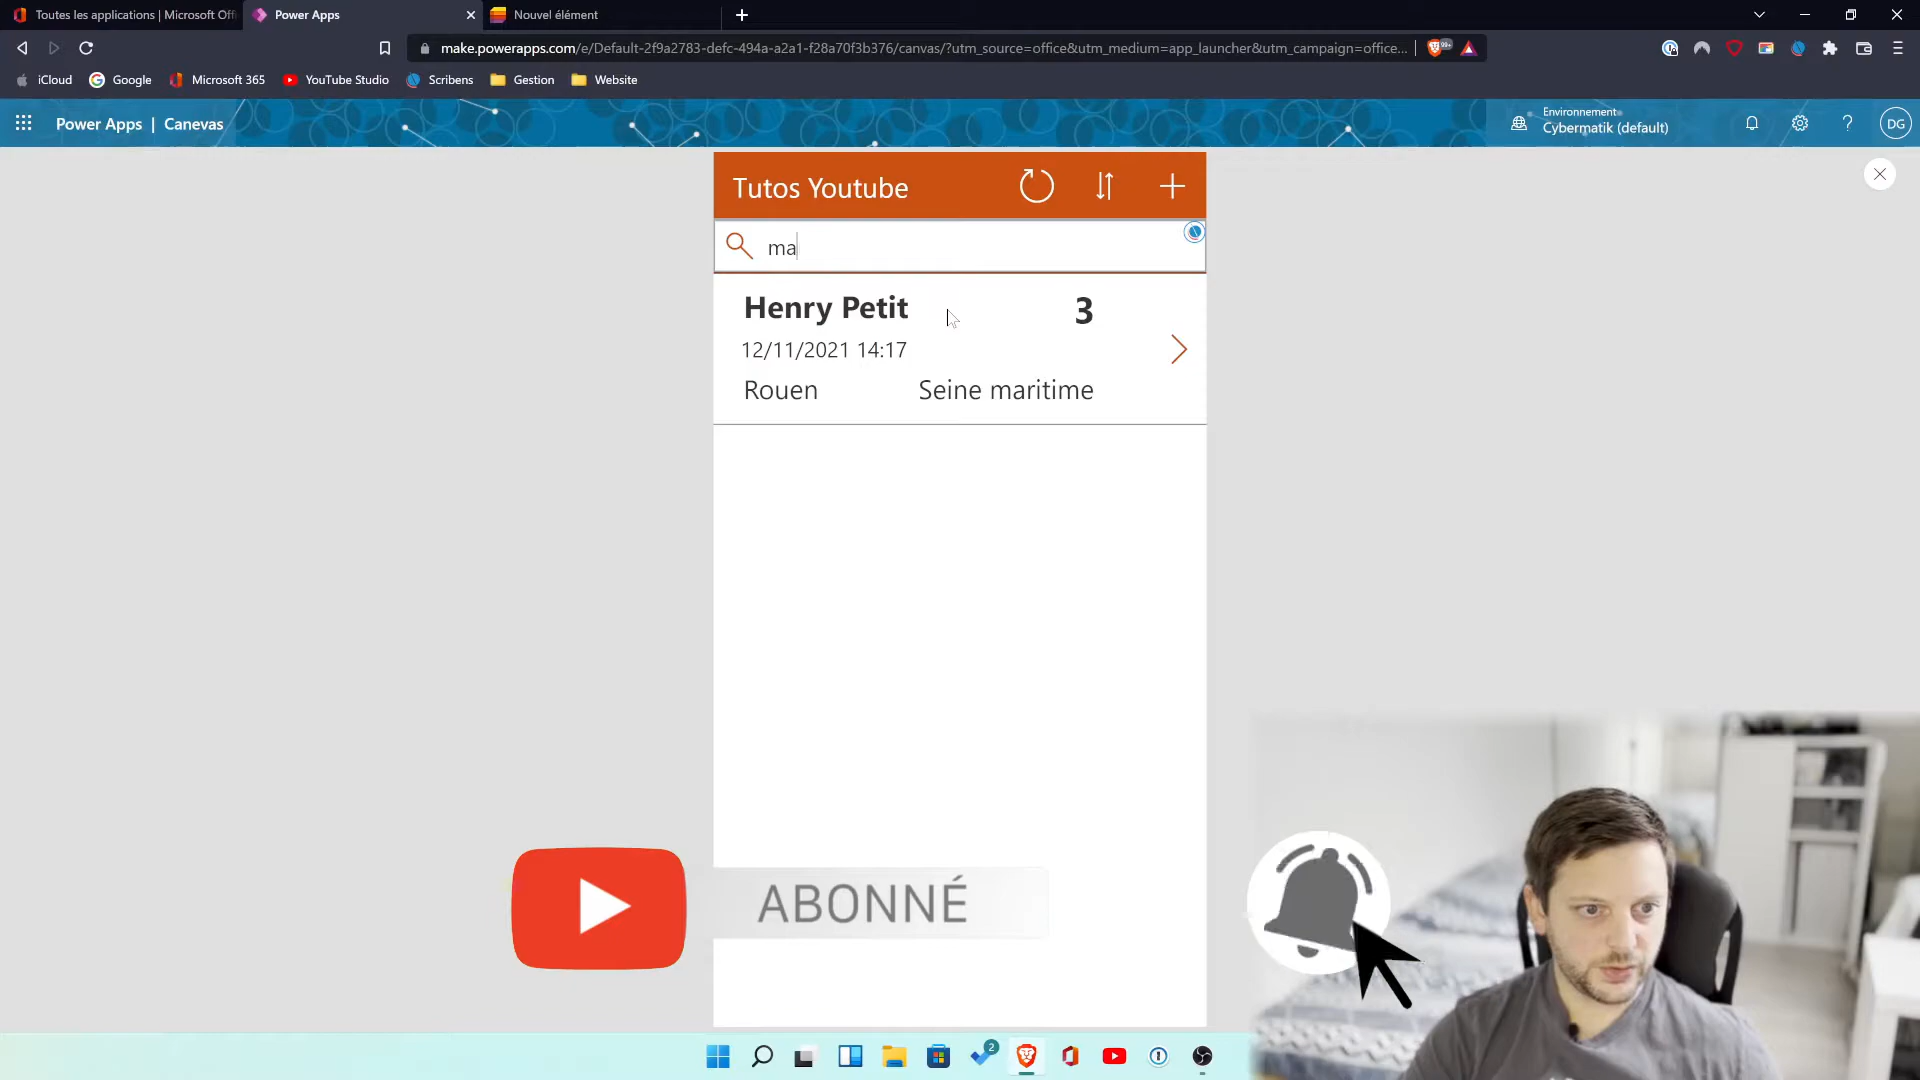 Toutes les applications | Microsoft Offi
Power Apps
Nouvel élément
make.powerapps.com/e/Default-2f9a2783-defc-494a-a2a1-f28a70f3b376/canvas/?utm_source=office&utm_medium=app_launcher&utm_campaign=office...
99+
iCloud
Google
Microsoft 365
YouTube Studio
Scribens
Gestion
Website
Power Apps | Canevas
Environnement
Cybermatik (default)
DG
Tutos Youtube
ma
Henry Petit
3
12/11/2021 14:17
Rouen
Seine maritime
ABONNÉ
2